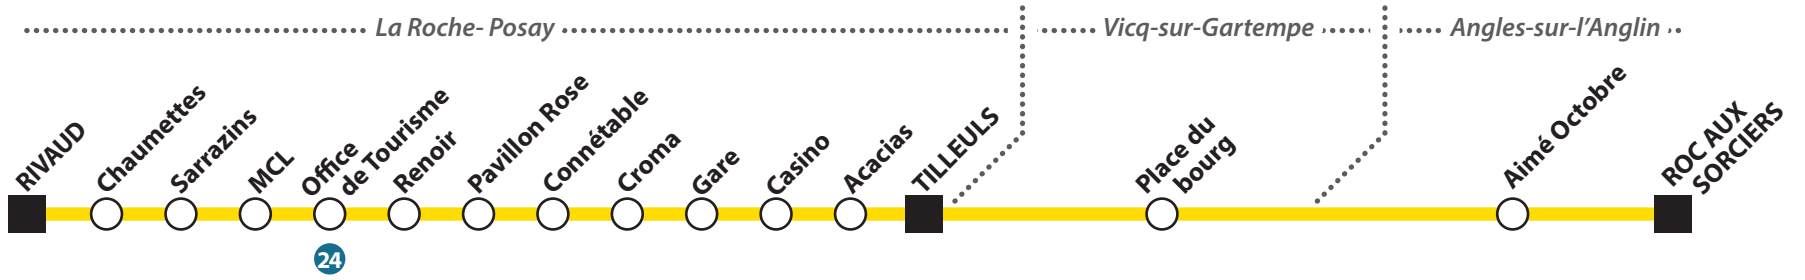 La Roche- Posay
Vicq-sur-Gartempe
Angles-sur-l'Anglin
RIVAUD
Chaumettes
Sarrazins
MCL
Office
de Tourisme
Renoir
Pavillon Rose
Connétable
Croma
Gare
Casino
Acacias
TILLEULS
Place du
bourg
Aimé Octobre
ROC AUX
SORCIERS
24